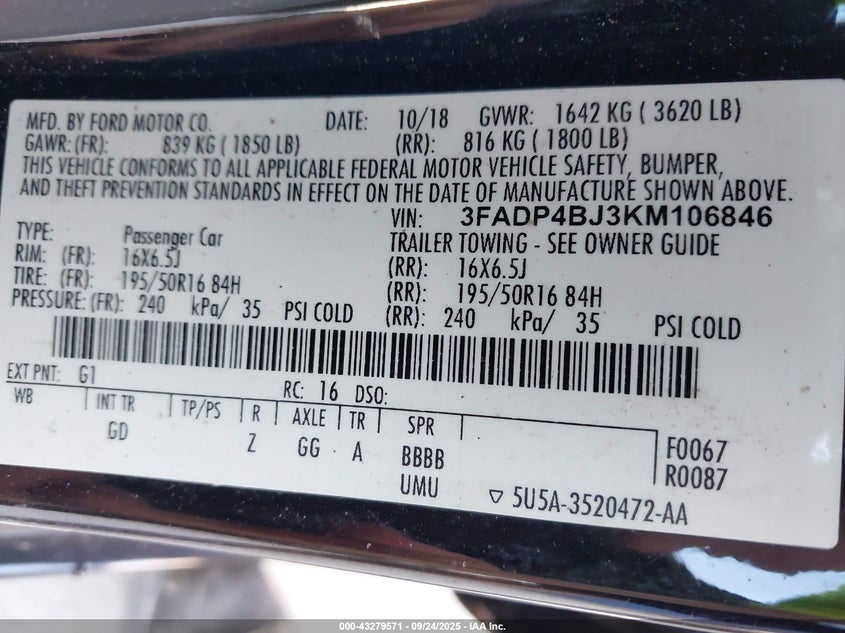 MFD. BY FORD MOTOR CO. DATE: 10/18 GVWR: 1642 KG ( 3620 LB)
GAWR: (FR): 839 KG ( 1850 LB) (RR): 816 KG ( 1800 LB)
THIS VEHICLE CONFORMS TO ALL APPLICABLE FEDERAL MOTOR VEHICLE SAFETY, BUMPER,
AND THEFT PREVENTION STANDARDS IN EFFECT ON THE DATE OF MANUFACTURE SHOWN ABOVE.
VIN: 3FADP4BJ3KM106846
TYPE: Passenger Car TRAILER TOWING - SEE OWNER GUIDE
RIM: (FR): 16X6.5J (RR): 16X6.5J
TIRE: (FR): 195/50R16 84H (RR): 195/50R16 84H
PRESSURE: (FR): 240 kPa/ 35 PSI COLD (RR): 240 kPa/ 35 PSI COLD
EXT PNT: G1 RC: 16 DSO:
WB INT TR TP/PS R AXLE TR SPR
GD Z GG A BBBB F0067
UMU R0087
5U5A-3520472-AA
000-43279571 - 09/24/2025 - IAA Inc.